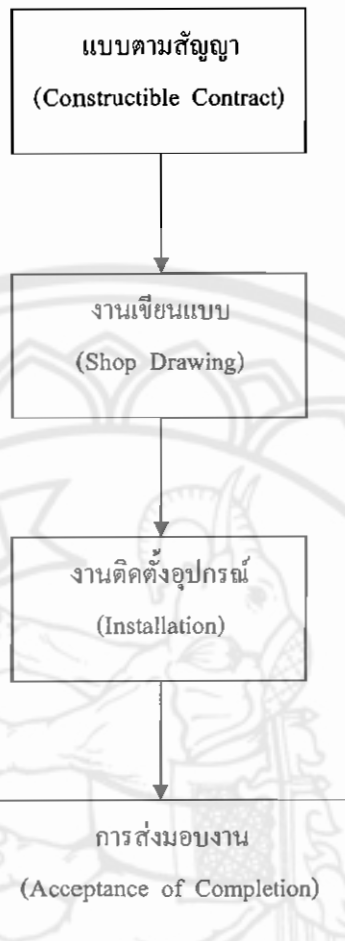 แบบตามสัญญา
(Constructible Contract)
งานเขียนแบบ
(Shop Drawing)
งานติดตั้งอุปกรณ์
(Installation)
การส่งมอบงาน
(Acceptance of Completion)